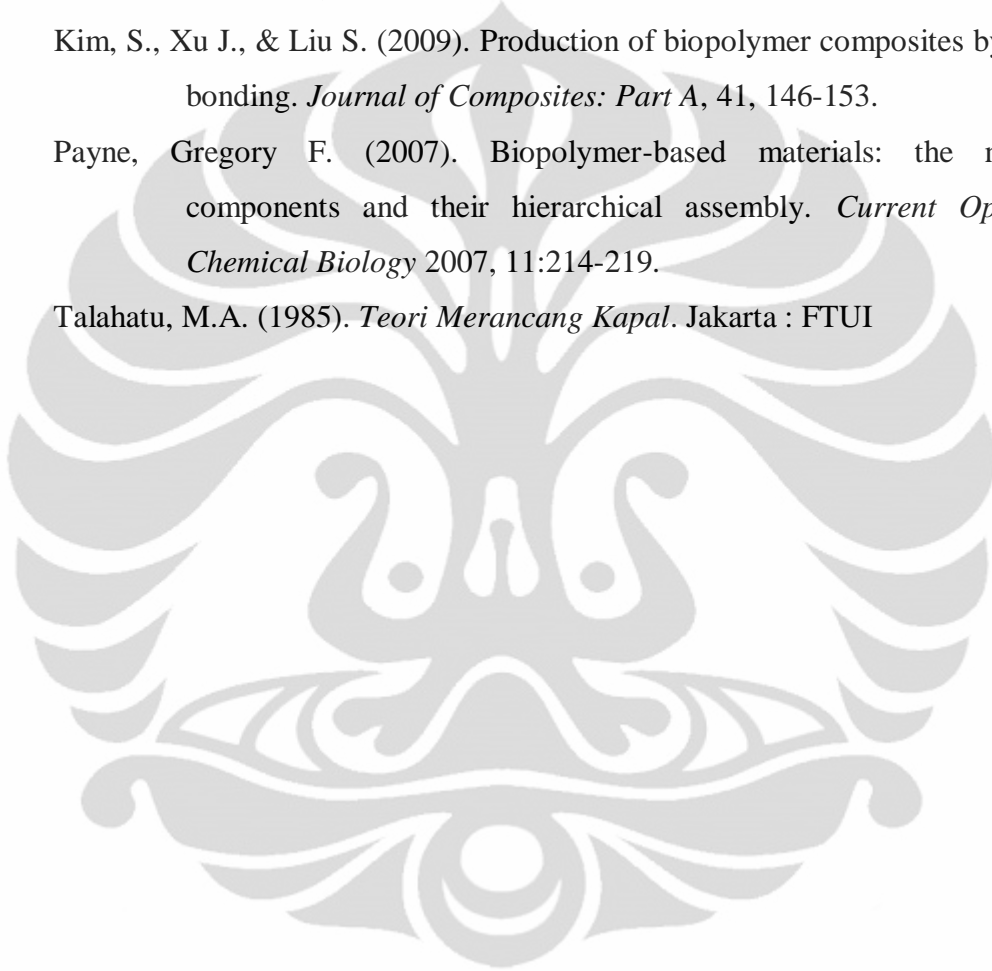 Kim, S., Xu J., & Liu S. (2009). Production of biopolymer composites by
bonding. Journal of Composites: Part A, 41, 146-153.
Payne, Gregory F. (2007). Biopolymer-based materials: the
components and their hierarchical assembly. Current
Chemical Biology 2007, 11:214-219.
Talahatu, M.A. (1985). Teori Merancang Kapal. Jakarta : FTUI